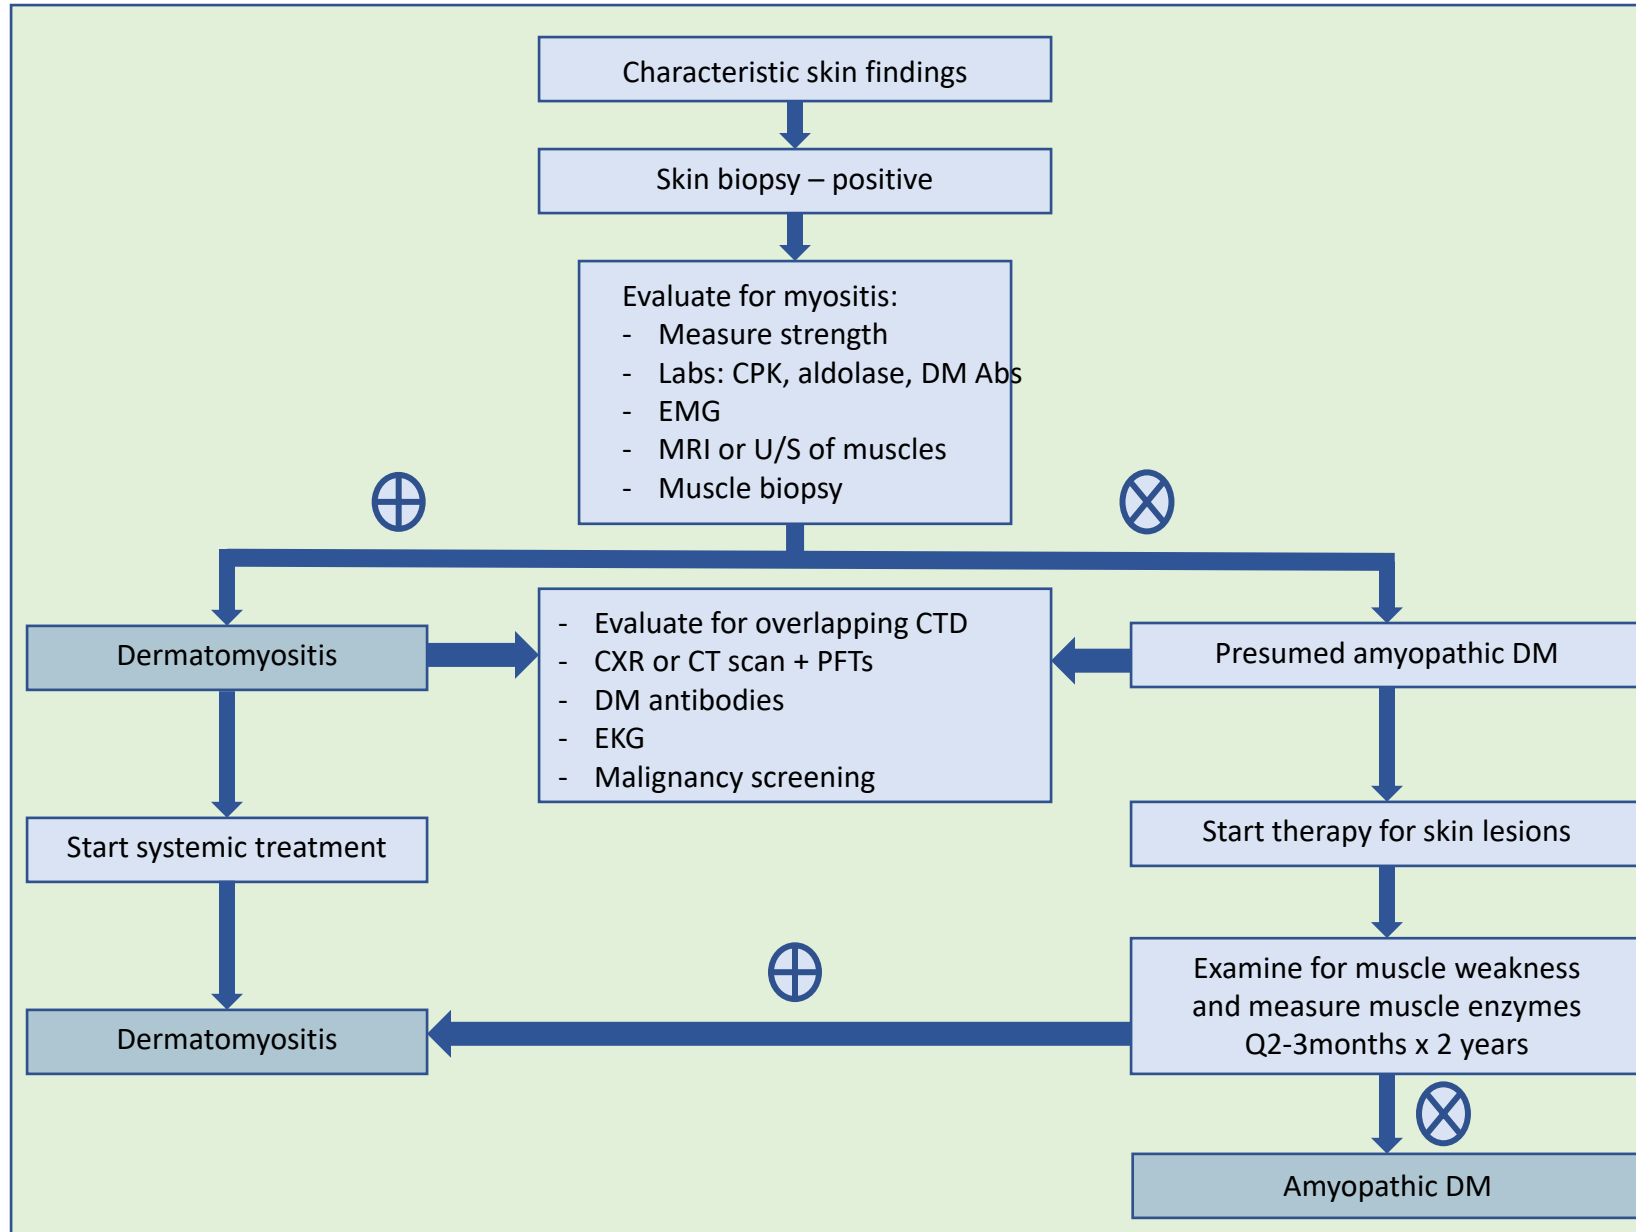 Characteristic skin findings
Skin biopsy – positive
Evaluate for myositis:
- Measure strength
- Labs: CPK, aldolase, DM Abs
- EMG
- MRI or U/S of muscles
- Muscle biopsy
Dermatomyositis
- Evaluate for overlapping CTD
- CXR or CT scan + PFTs
- DM antibodies
- EKG
- Malignancy screening
Presumed amyopathic DM
Start systemic treatment
Start therapy for skin lesions
Examine for muscle weakness
and measure muscle enzymes
Q2-3months x 2 years
Dermatomyositis
Amyopathic DM